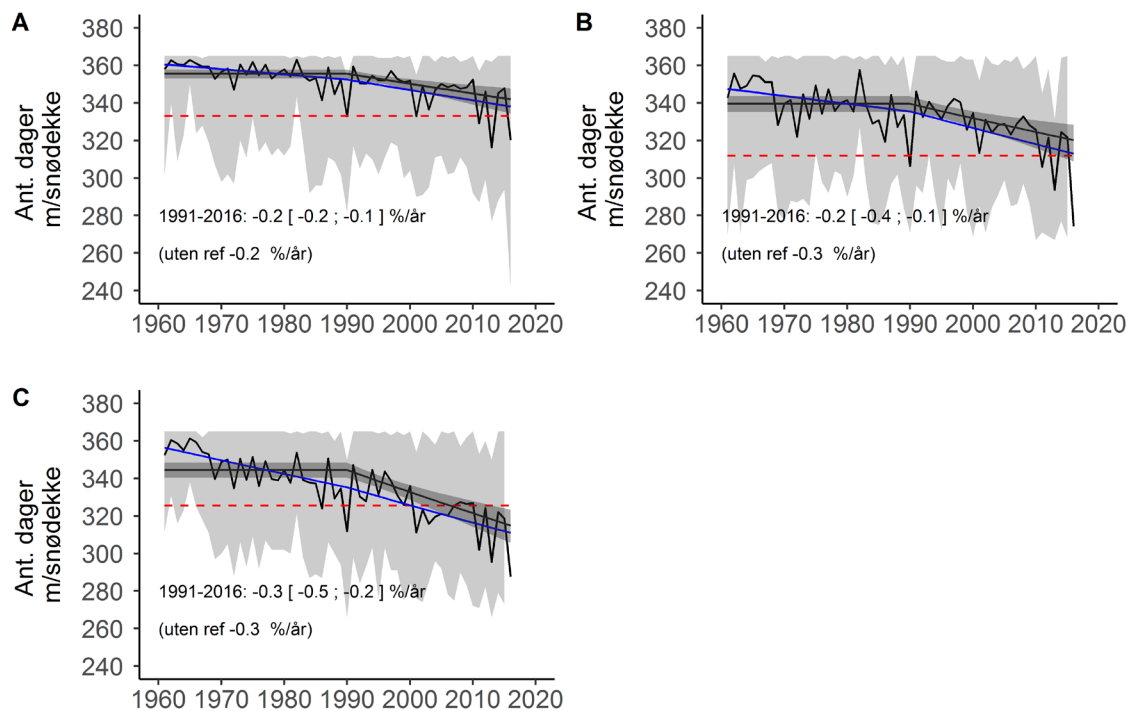 A
Ant. dager
m/snødekke
380
360
340
320
300
280
260
240
1991-2016: -0.2 [ -0.2 ; -0.1 ] %/år
(uten ref -0.2 %/år)
1960 1970 1980 1990 2000 2010 2020
B
Ant. dager
m/snødekke
380
360
340
320
300
280
260
240
1991-2016: -0.2 [ -0.4 ; -0.1 ] %/år
(uten ref -0.3 %/år)
1960 1970 1980 1990 2000 2010 2020
C
Ant. dager
m/snødekke
380
360
340
320
300
280
260
240
1991-2016: -0.3 [ -0.5 ; -0.2 ] %/år
(uten ref -0.3 %/år)
1960 1970 1980 1990 2000 2010 2020